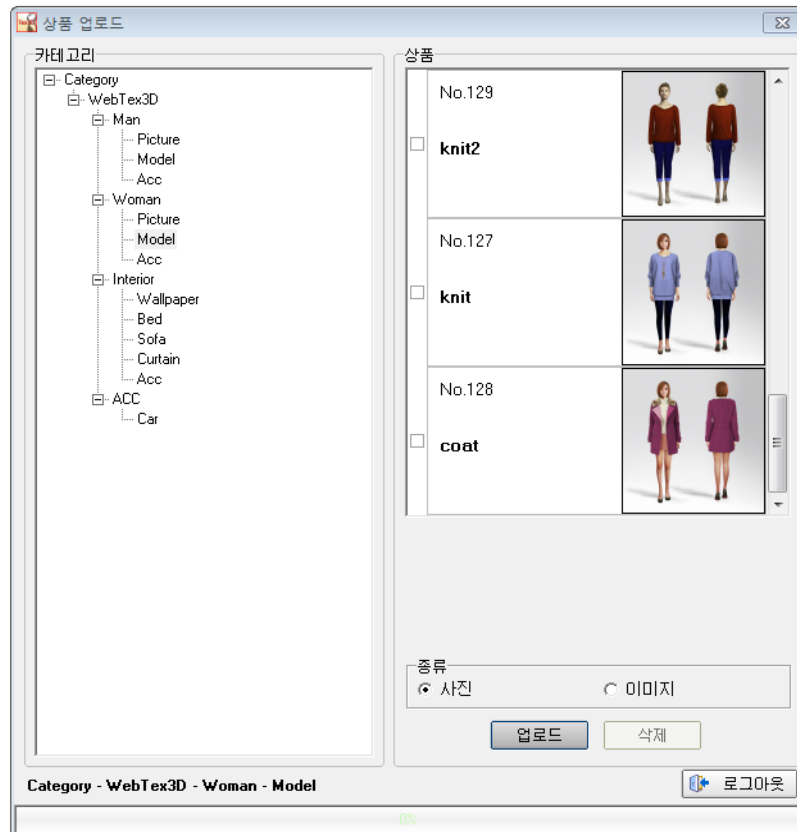 상품 업로드
카테고리
Category
WebTex3D
Man
Picture
Model
Acc
Woman
Picture
Model
Acc
Interior
Wallpaper
Bed
Sofa
Curtain
Acc
ACC
Car
상품
No.129
knit2
No.127
knit
No.128
coat
종류
사진
이미지
업로드
삭제
Category - WebTex3D - Woman - Model
로그아웃
0%